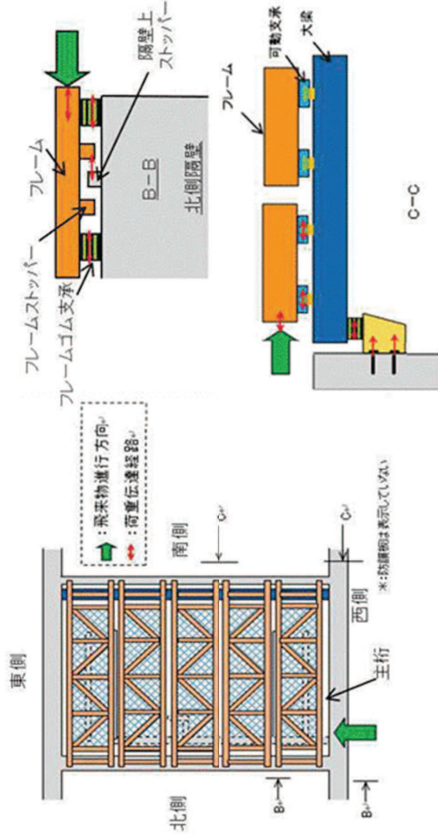 東側
北側
南側
西側
主桁
B
B
C
C
:飛来物進行方向
:荷重伝達経路
*:防護板は表示していない
フレーム
フレームストッパー
フレームゴム支承
隔壁上
ストッパー
B-B
北側隔壁
フレーム
可動支承
大梁
C-C